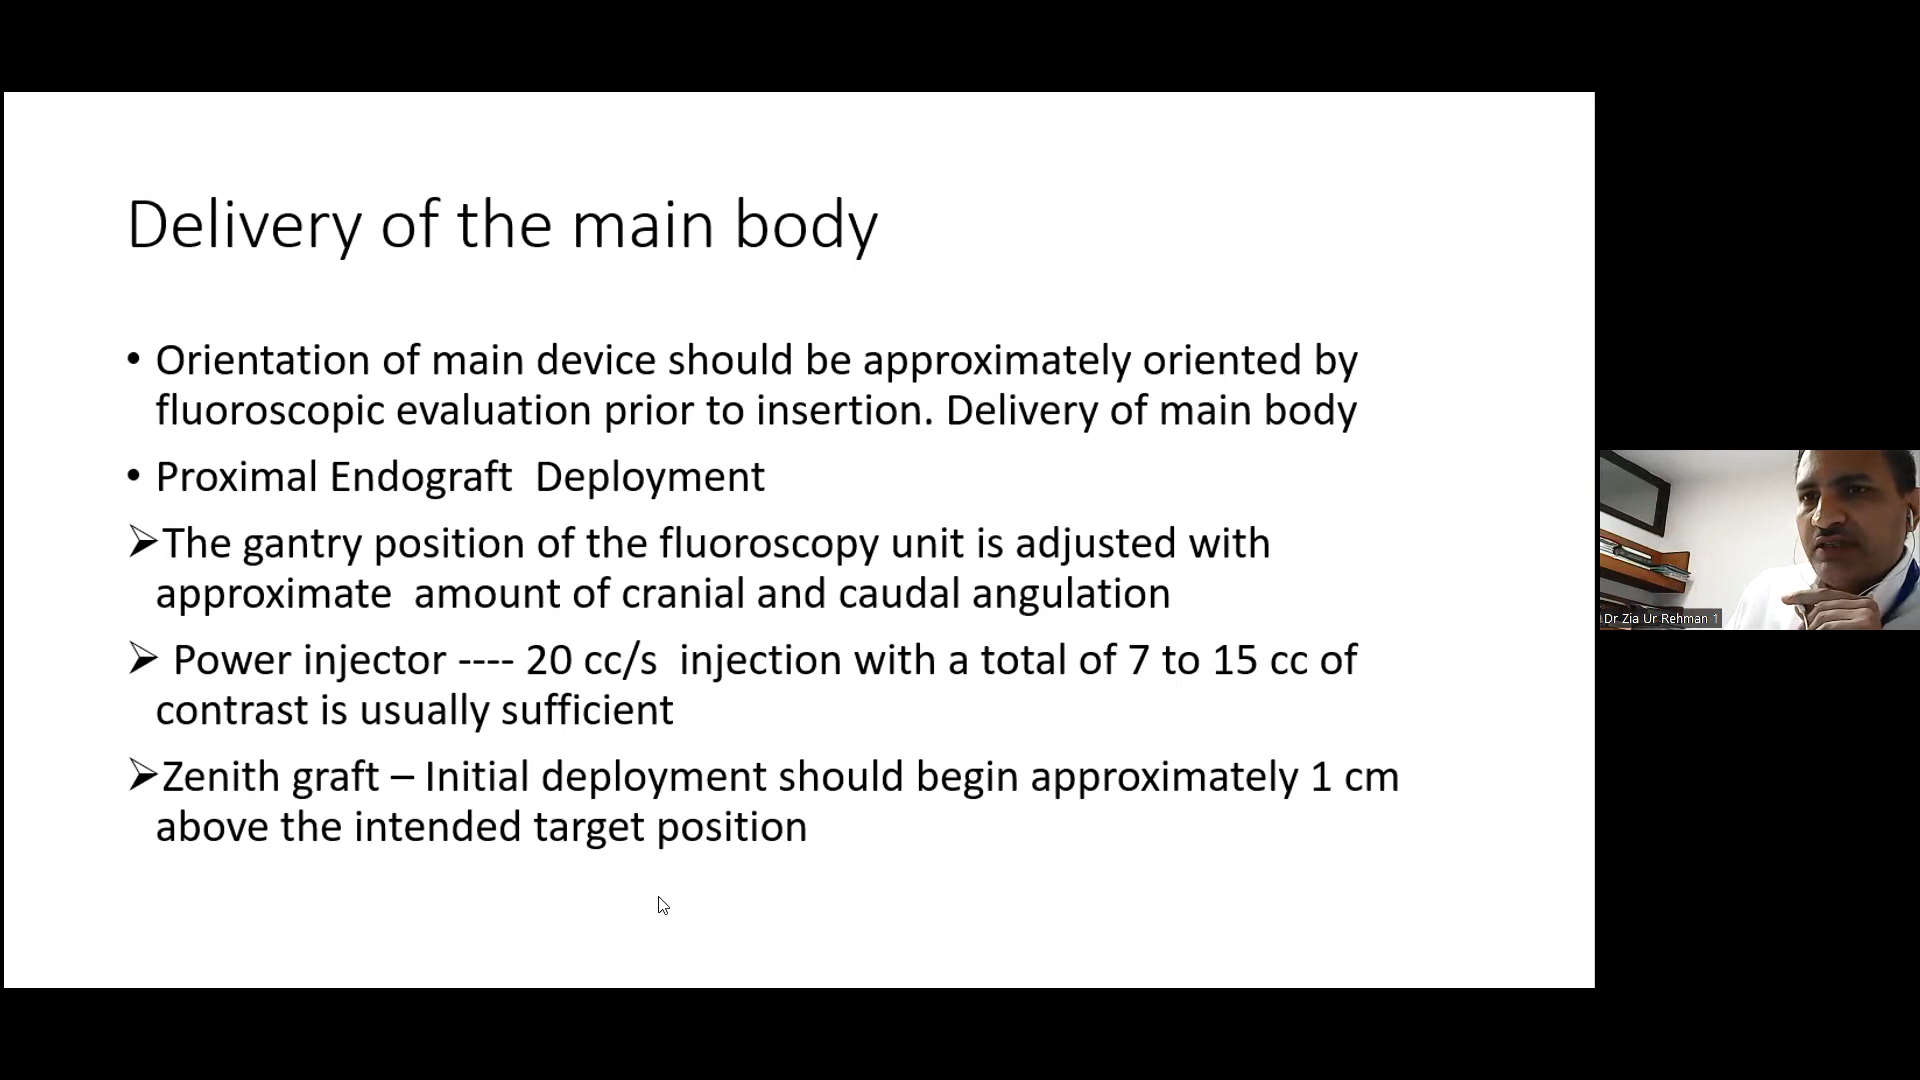 Delivery of the main body
• Orientation of main device should be approximately oriented by
fluoroscopic evaluation prior to insertion. Delivery of main body
• Proximal Endograft  Deployment
➢The gantry position of the fluoroscopy unit is adjusted with
approximate  amount of cranial and caudal angulation
➢ Power injector ---- 20 cc/s  injection with a total of 7 to 15 cc of
contrast is usually sufficient
➢Zenith graft – Initial deployment should begin approximately 1 cm
above the intended target position
Dr Zia Ur Rehman 1